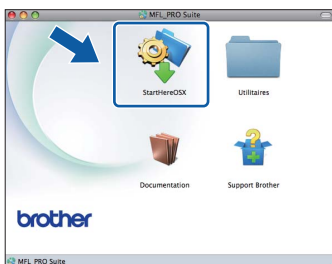 MFL_PRO Suite
StartHereOSX
Utilitaires
Documentation
Support Brother
brother
MFL_PRO Suite